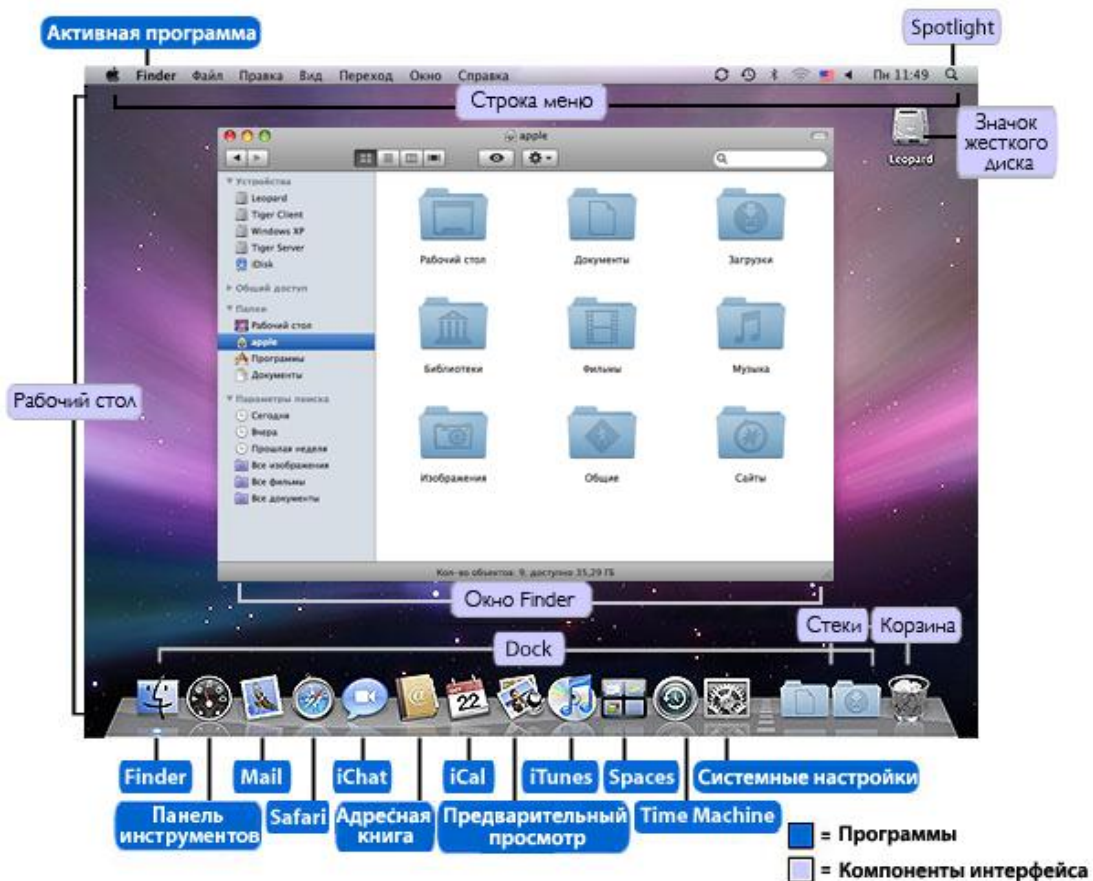 Активная программа
Spotlight
Finder Файл Правка Вид Переход Окно Справка Пн 11:49
Строка меню
Значок
жесткого
диска
Leopard
apple
Устройства
Leopard
Tiger Client
Windows XP
Tiger Server
iDisk
Общий доступ
Папки
Рабочий стол
apple
Программы
Документы
Параметры поиска
Сегодня
Вчера
Прошлая неделя
Все изображения
Все фильмы
Все документы
Рабочий стол Документы Загрузки
Библиотеки Фильмы Музыка
Изображения Общие Сайты
Кол-во объектов: 9, доступно 35,29 ГБ
Рабочий стол
Окно Finder
Стеки Корзина
Dock
22
Finder Mail iChat iCal iTunes Spaces Системные настройки
Панель
инструментов
Safari
Адресная
книга
Предварительный
просмотр
Time Machine
= Программы
= Компоненты интерфейса